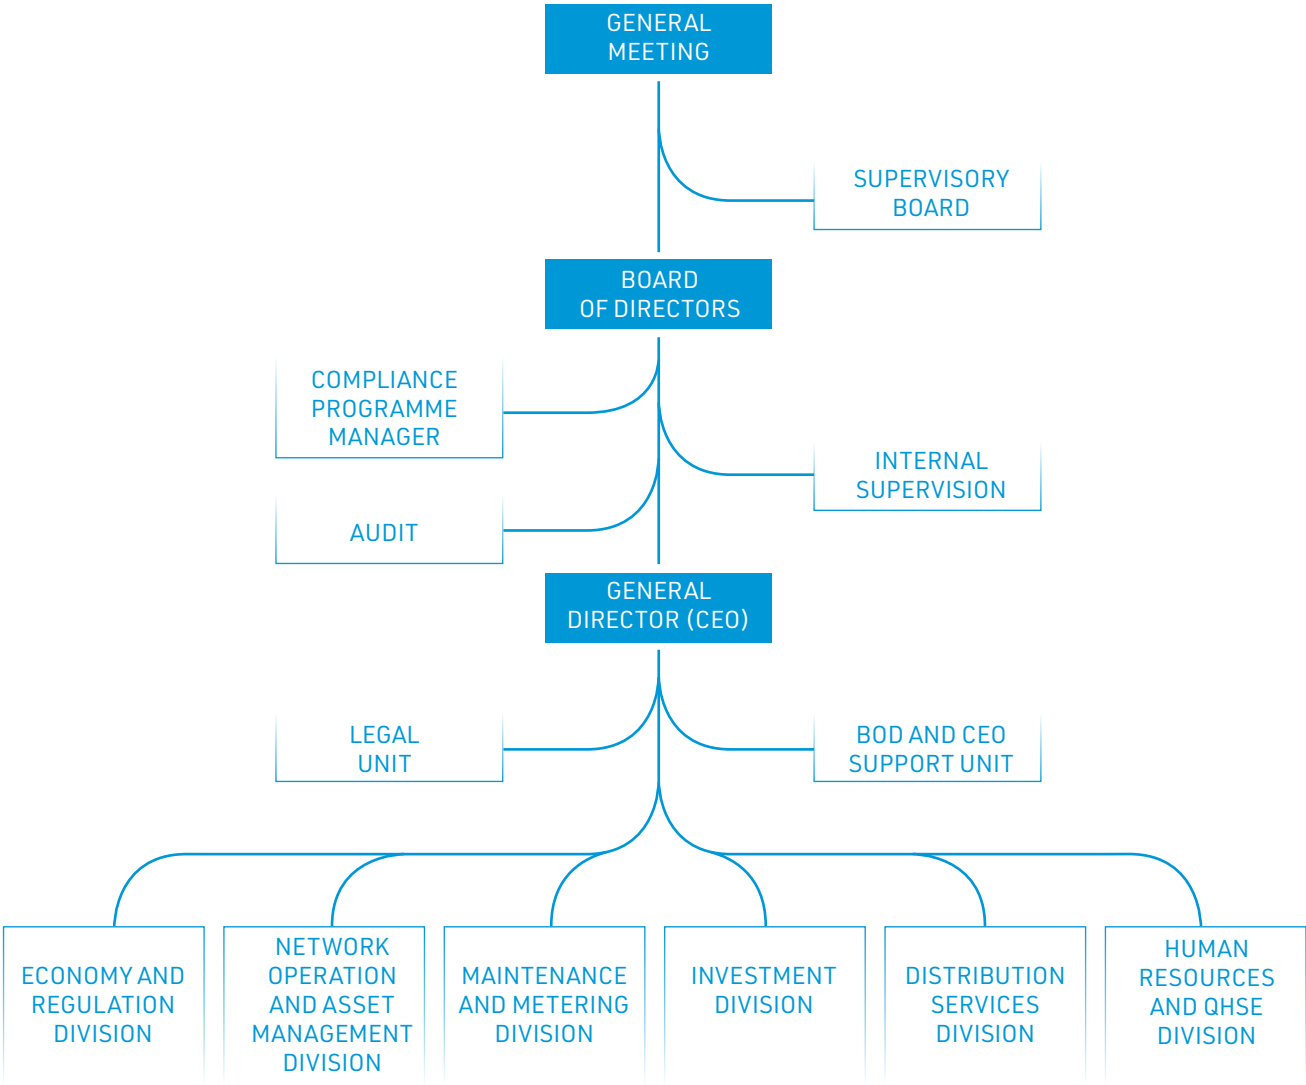 GENERAL
MEETING
SUPERVISORY
BOARD
BOARD
OF DIRECTORS
COMPLIANCE
PROGRAMME
MANAGER
INTERNAL
SUPERVISION
AUDIT
GENERAL
DIRECTOR (CEO)
LEGAL
UNIT
BOD AND CEO
SUPPORT UNIT
ECONOMY AND
REGULATION
DIVISION
NETWORK
OPERATION
AND ASSET
MANAGEMENT
DIVISION
MAINTENANCE
AND METERING
DIVISION
INVESTMENT
DIVISION
DISTRIBUTION
SERVICES
DIVISION
HUMAN
RESOURCES
AND QHSE
DIVISION